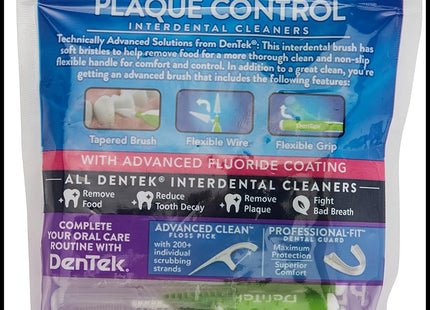 PLAQUE CONTROL
INTERDENTAL CLEANERS
Technically Advanced Solutions from DenTek®: This interdental brush has
soft bristles to help remove food for a more thorough clean and non-slip
flexible handle for comfort and control. In addition to a great clean, you're
getting an advanced brush that includes the following features:
DenTek
Tapered Brush
Flexible Wire
Flexible Grip
WITH ADVANCED FLUORIDE COATING
ALL DENTEK® INTERDENTAL CLEANERS
Remove
Food
Reduce
Tooth Decay
Remove
Plaque
Fight
Bad Breath
COMPLETE
YOUR ORAL CARE
ROUTINE WITH
DenTek.
ADVANCED CLEAN™
FLOSS PICK
with 200+
individual
scrubbing
strands
PROFESSIONAL-FIT™
DENTAL GUARD
Maximum
Protection
Superior
Comfort
DenTek